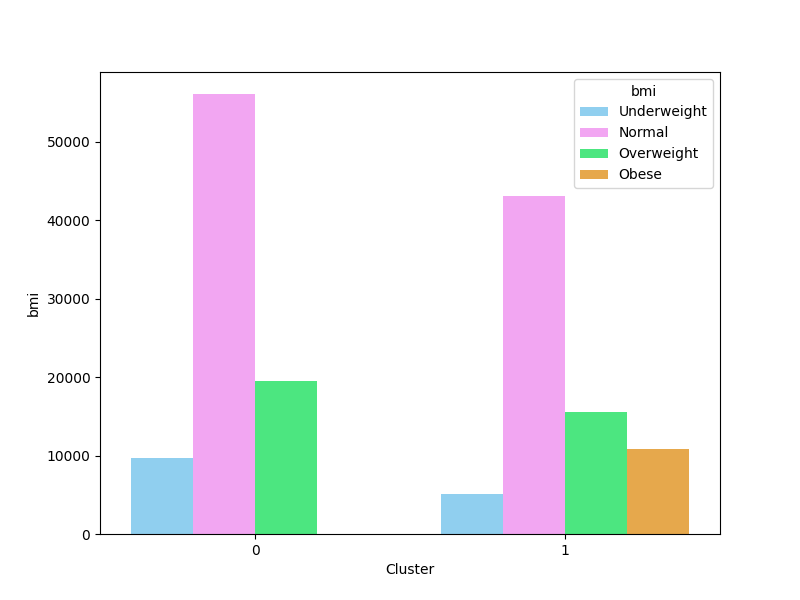 bmi
Underweight
Normal
Overweight
Obese
50000
40000
30000
20000
10000
0
bmi
0
1
Cluster